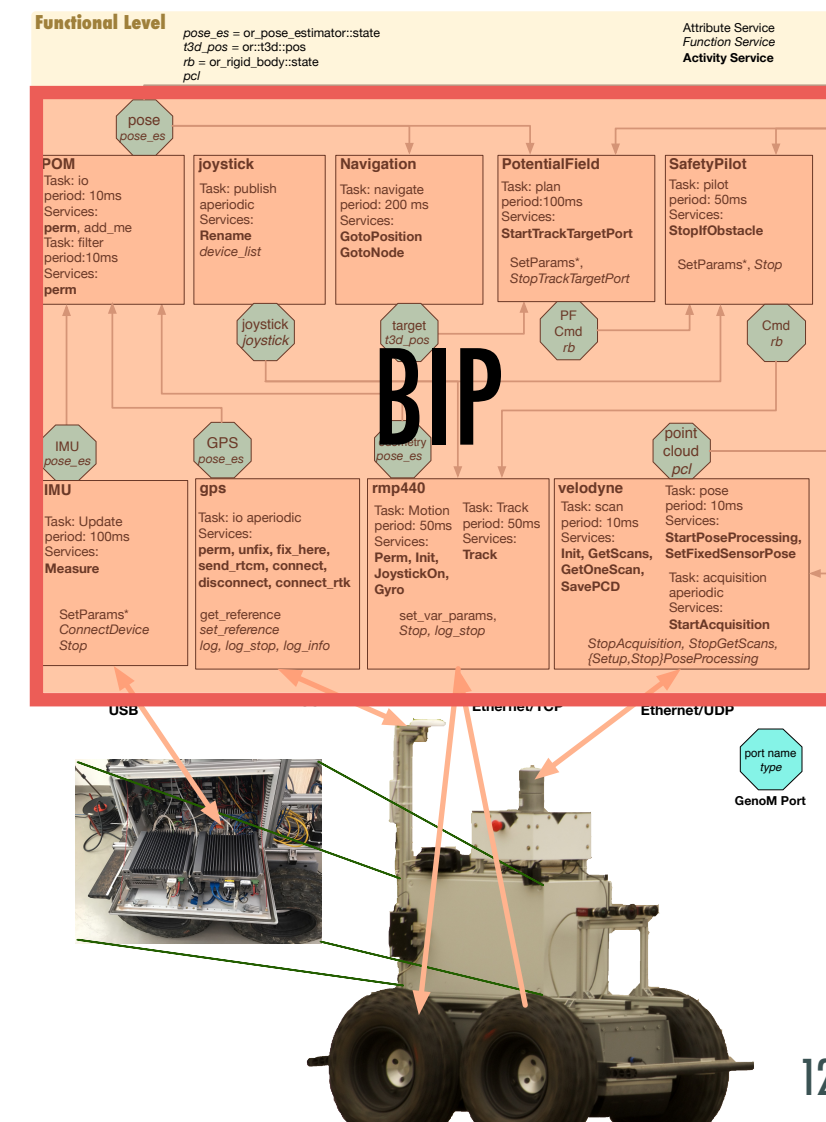 Functional Level
pose_es = or_pose_estimator::state
t3d_pos = or::t3d::pos
rb = or_rigid_body::state
pcl
Attribute Service
Function Service
Activity Service
pose
pose_es
POM
Task: io
period: 10ms
Services:
perm, add_me
Task: filter
period:10ms
Services:
perm
joystick
Task: publish
aperiodic
Services:
Rename
device_list
Navigation
Task: navigate
period: 200 ms
Services:
GotoPosition
GotoNode
PotentialField
Task: plan
period:100ms
Services:
StartTrackTargetPort
SetParams*,
StopTrackTargetPort
SafetyPilot
Task: pilot
period: 50ms
Services:
StopIfObstacle
SetParams*, Stop
joystick
joystick
target
t3d_pos
PF
Cmd
rb
Cmd
rb
BIP
IMU
pose_es
GPS
pose_es
pose_es
point
cloud
pcl
IMU
Task: Update
period: 100ms
Services:
Measure
SetParams*
ConnectDevice
Stop
gps
Task: io aperiodic
Services:
perm, unfix, fix_here,
send_rtcm, connect,
disconnect, connect_rtk
get_reference
set_reference
log, log_stop, log_info
rmp440
Task: Motion
period: 50ms
Services:
Perm, Init,
JoystickOn,
Gyro
Task: Track
period: 50ms
Services:
Track
set_var_params,
Stop, log_stop
velodyne
Task: scan
period: 10ms
Services:
Init, GetScans,
GetOneScan,
SavePCD
Task: pose
period: 10ms
Services:
StartPoseProcessing,
SetFixedSensorPose
Task: acquisition
aperiodic
Services:
StartAcquisition
StopAcquisition, StopGetScans,
{Setup,Stop}PoseProcessing
USB
Ethernet/TCP
Ethernet/UDP
port name
type
GenoM Port
12